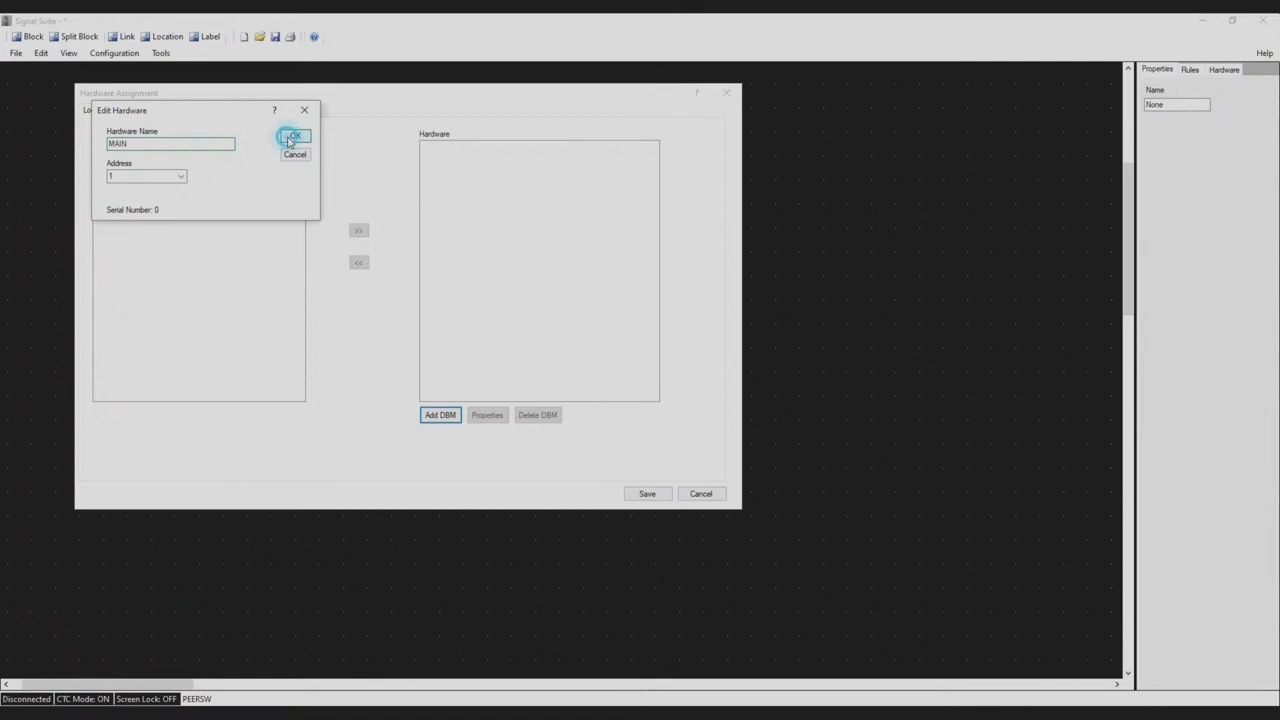 Signal Suite - *
Block Split Block Link Location Label
File Edit View Configuration Tools Help
Properties Rules Hardware
Name
None
Hardware Assignment ?
Edit Hardware ?
Hardware Name
MAIN
OK
Cancel
Address
1
Serial Number: 0
Hardware
>>
<<
Add DBM Properties Delete DBM
Save Cancel
Disconnected CTC Mode: ON Screen Lock: OFF PEERSW